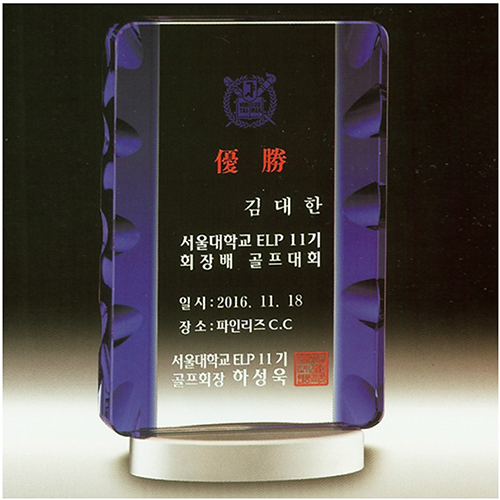 優 勝
김 대 한
서울대학교 ELP 11기
회 장 배 골 프 대 회
일 시 : 2016. 11. 18
장 소 : 파인리즈 C.C
서울대학교 ELP 11 기
골프회장 하 성 욱